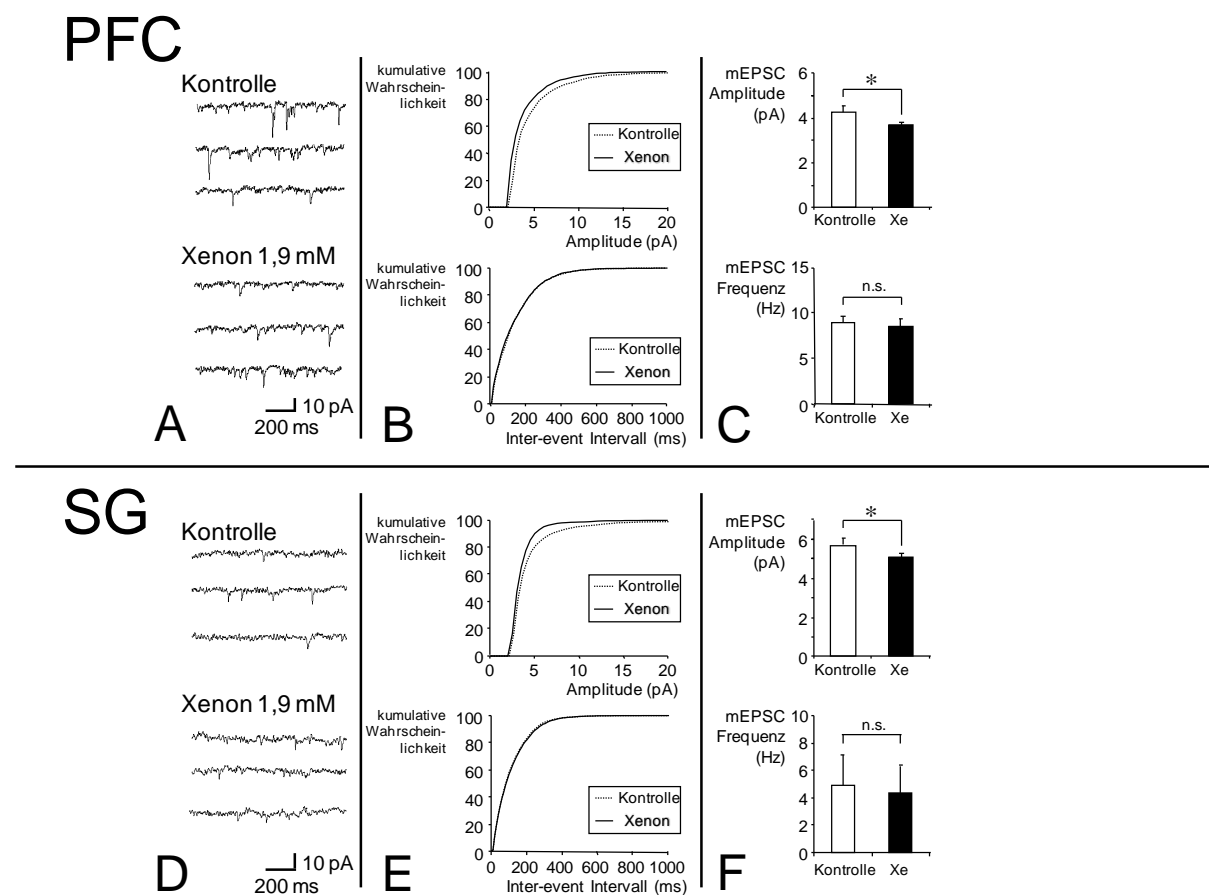 PFC
Kontrolle
Xenon 1,9 mM
10 pA
200 ms
A
kumulative
Wahrschein-
lichkeit
100
80
60
40
20
0
Kontrolle
Xenon
0 5 10 15 20
Amplitude (pA)
kumulative
Wahrschein-
lichkeit
100
80
60
40
20
0
Kontrolle
Xenon
0 200 400 600 800 1000
Inter-event Intervall (ms)
B
mEPSC
Amplitude
(pA)
6
4
2
0
*
Kontrolle Xe
mEPSC
Frequenz
(Hz)
15
10
5
0
n.s.
Kontrolle Xe
C
SG
Kontrolle
Xenon 1,9 mM
10 pA
200 ms
D
kumulative
Wahrschein-
lichkeit
100
80
60
40
20
0
Kontrolle
Xenon
0 5 10 15 20
Amplitude (pA)
kumulative
Wahrschein-
lichkeit
100
80
60
40
20
0
Kontrolle
Xenon
0 200 400 600 800 1000
Inter-event Intervall (ms)
E
mEPSC
Amplitude
(pA)
6
4
2
0
*
Kontrolle Xe
mEPSC
Frequenz
(Hz)
10
8
6
4
2
0
n.s.
Kontrolle Xe
F